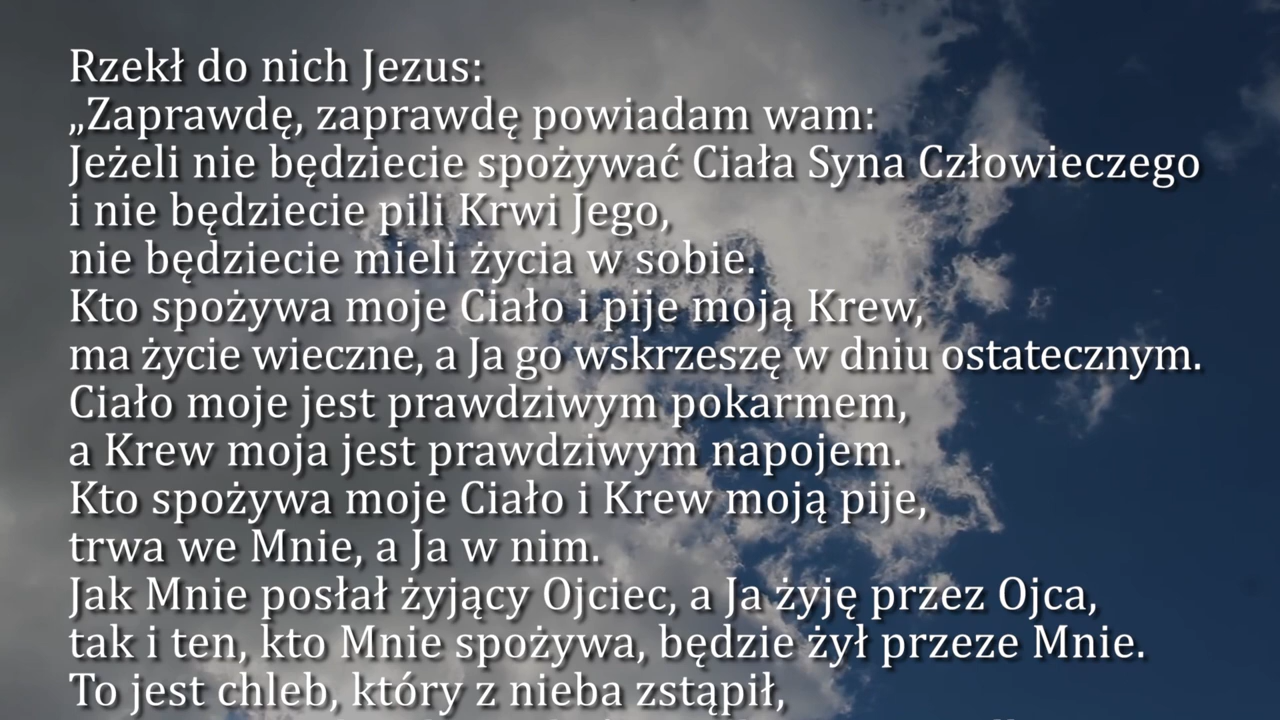 Rzekł do nich Jezus:
„Zaprawdę, zaprawdę powiadam wam:
Jeżeli nie będziecie spożywać Ciała Syna Człowieczego
i nie będziecie pili Krwi Jego,
nie będziecie mieli życia w sobie.
Kto spożywa moje Ciało i pije moją Krew,
ma życie wieczne, a Ja go wskrzeszę w dniu ostatecznym.
Ciało moje jest prawdziwym pokarmem,
a Krew moja jest prawdziwym napojem.
Kto spożywa moje Ciało i Krew moją pije,
trwa we Mnie, a Ja w nim.
Jak Mnie posłał żyjący Ojciec, a Ja żyję przez Ojca,
tak i ten, kto Mnie spożywa, będzie żył przeze Mnie.
To jest chleb, który z nieba zstąpił,